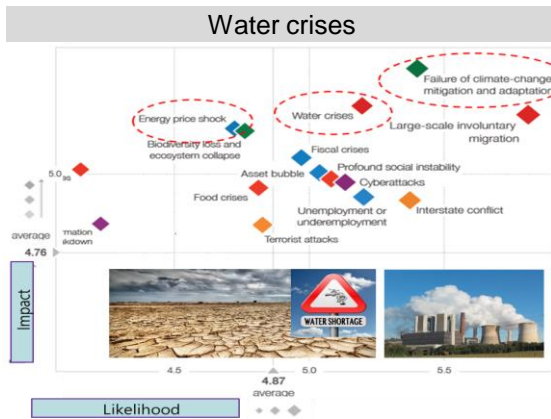 Water crises
Failure of climate-change
mitigation and adaptation
Energy price shock
Water crises
Large-scale involuntary
migration
Biodiversity loss and
ecosystem collapse
Fiscal crises
5.0
Asset bubble
Profound social instability
Cyberattacks
Food crises
Unemployment or
underemployment
Interstate conflict
Terrorist attacks
average
4.76
WATER SHORTAGE
Impact
4.5
5.0
5.5
4.87
average
Likelihood